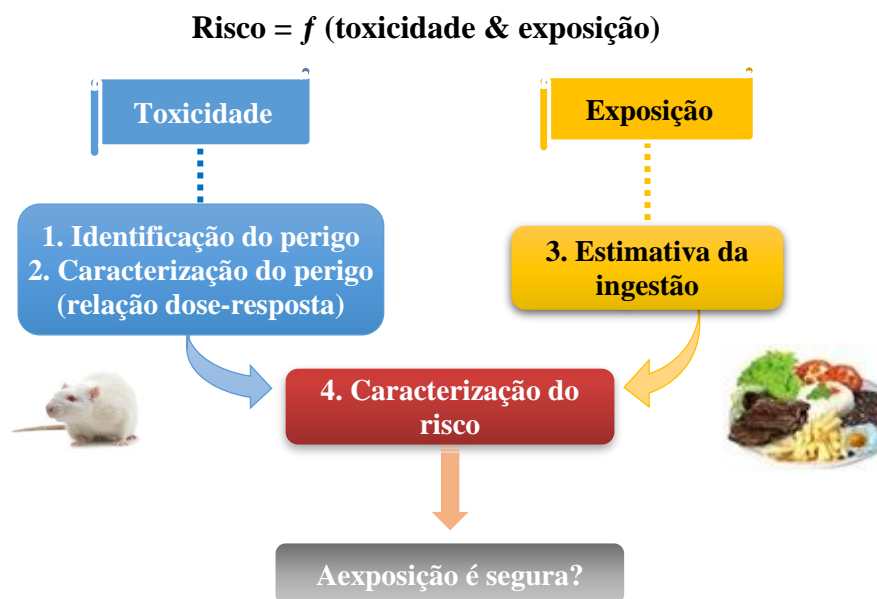 Risco = f (toxicidade & exposição)
Toxicidade
Exposição
1. Identificação do perigo
2. Caracterização do perigo
(relação dose-resposta)
3. Estimativa da
ingestão
4. Caracterização do
risco
Aexposição é segura?